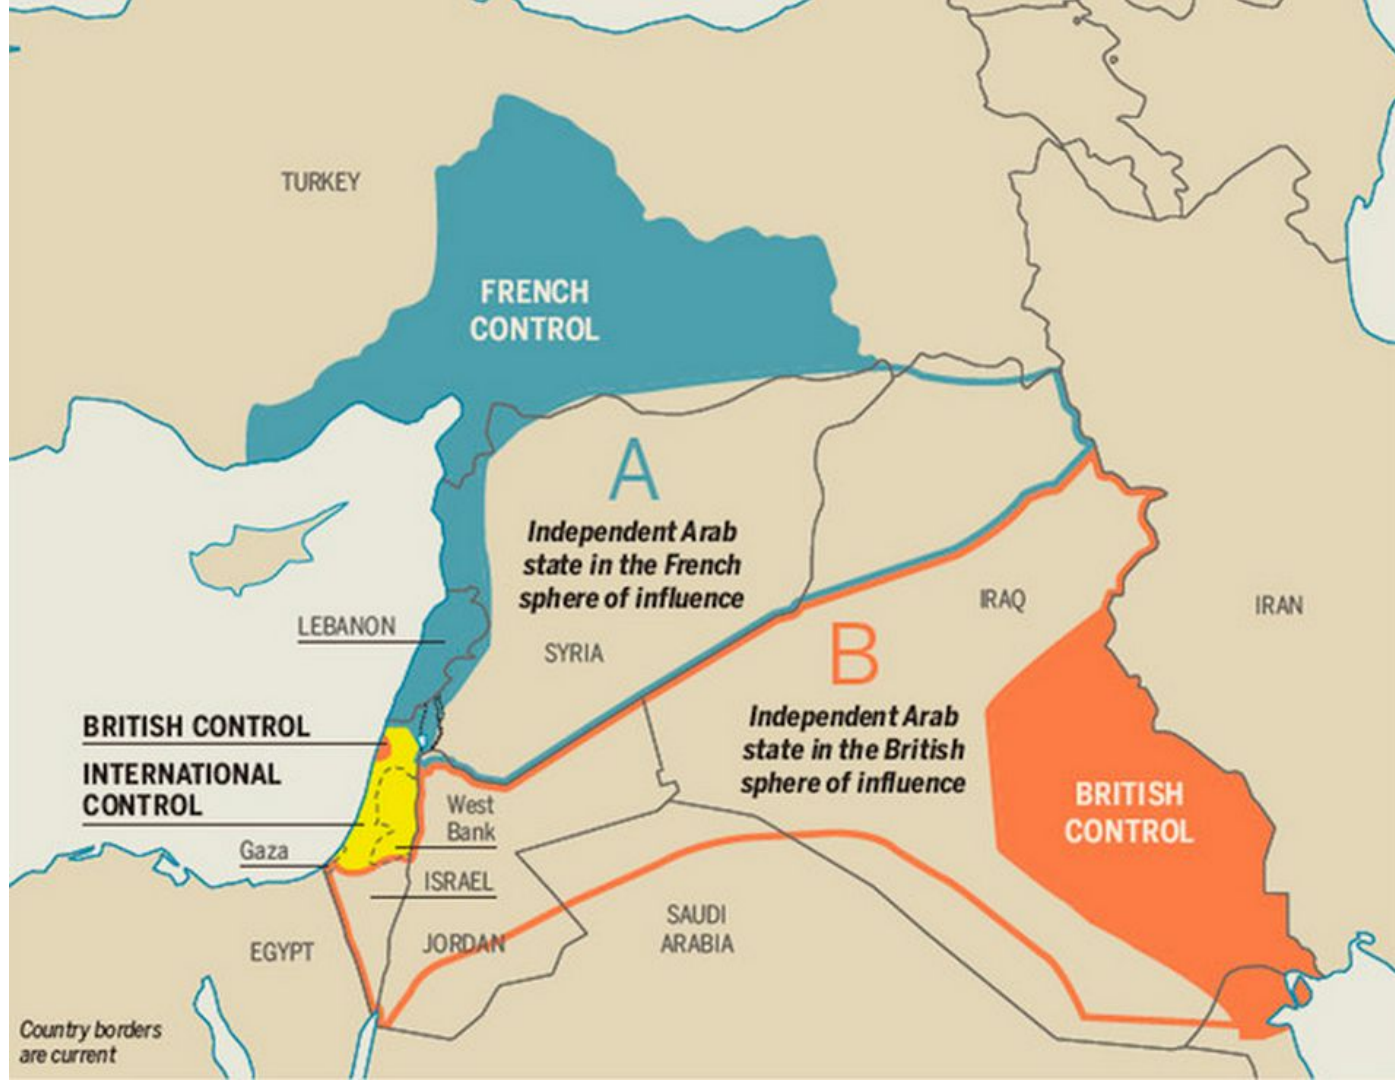 TURKEY
FRENCH
CONTROL
A
Independent Arab
state in the French
sphere of influence
IRAQ
IRAN
LEBANON
SYRIA
B
Independent Arab
state in the British
sphere of influence
BRITISH CONTROL
INTERNATIONAL
CONTROL
BRITISH
CONTROL
West
Bank
Gaza
ISRAEL
SAUDI
ARABIA
EGYPT
JORDAN
Country borders
are current